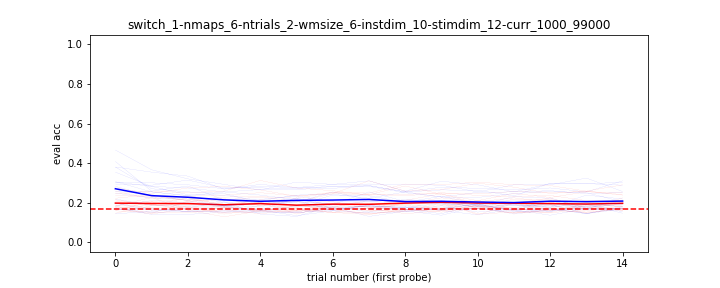 switch_1-nmaps_6-ntrials_2-wmsize_6-instdim_10-stimdim_12-curr_1000_99000
1.0
0.8
0.6
0.4
0.2
0.0
eval acc
0 2 4 6 8 10 12 14
trial number (first probe)